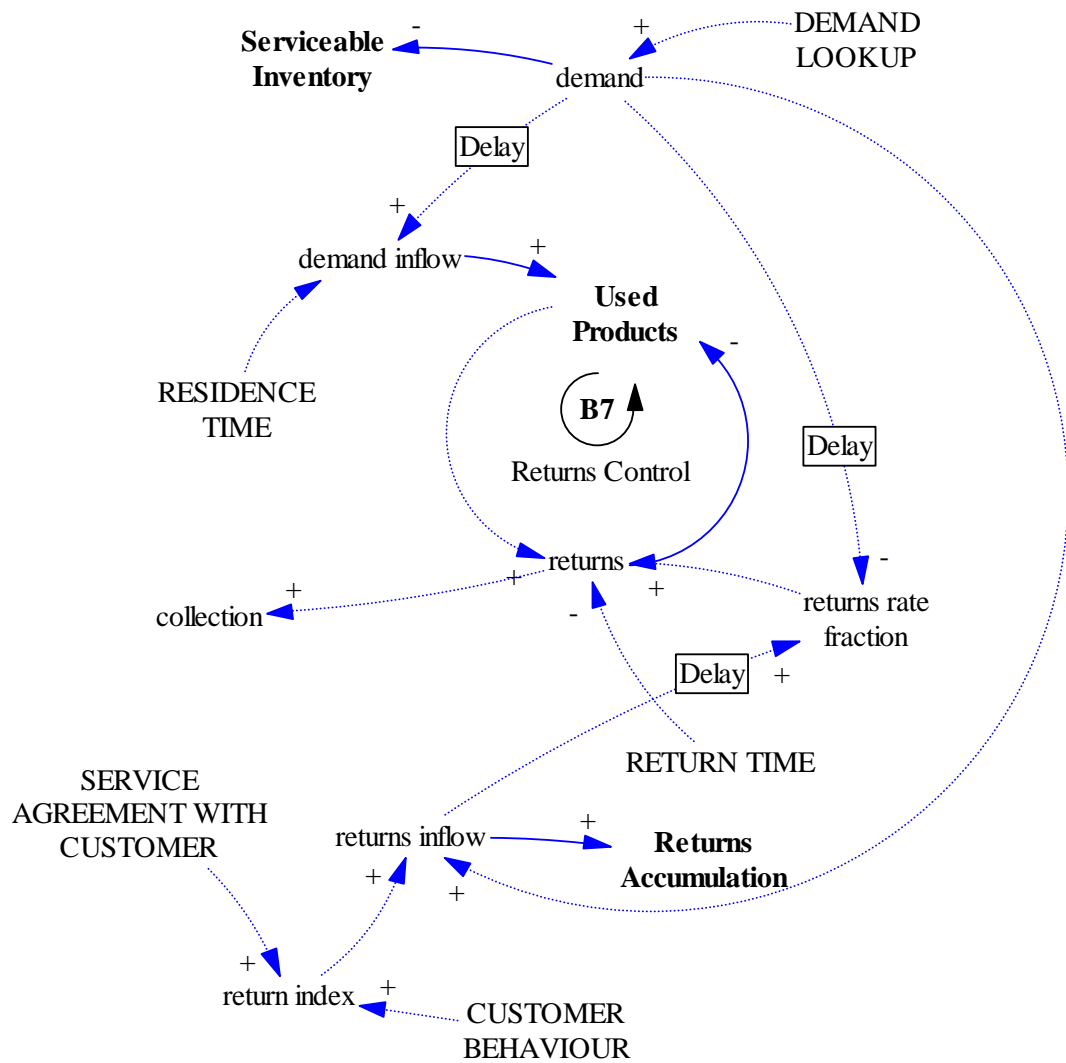 -
+
DEMAND
LOOKUP
Serviceable
Inventory
demand
Delay
+
demand inflow
+
Used
Products
-
RESIDENCE
TIME
B7
Returns Control
Delay
returns
-
+
+
+
collection
-
returns rate
fraction
Delay
+
RETURN TIME
SERVICE
AGREEMENT WITH
CUSTOMER
returns inflow
+
Returns
Accumulation
+
+
+
return index
+
CUSTOMER
BEHAVIOUR